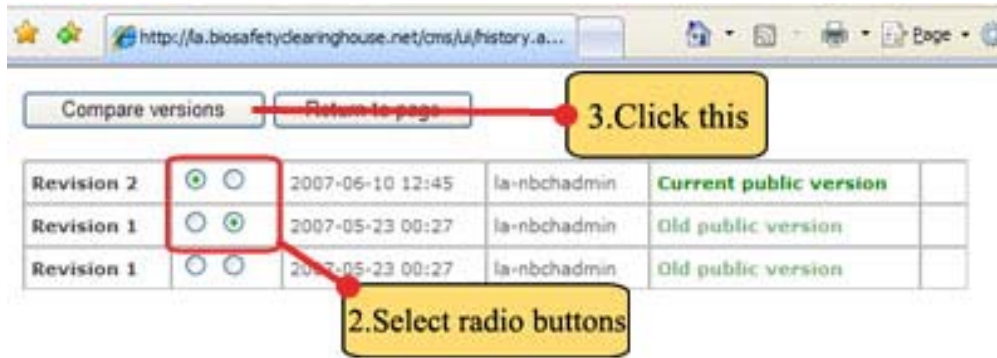 http://la.biosafetyclearinghouse.net/cms/ui/history.a... Page
Compare versions Return to page
3.Click this
Revision 2 2007-06-10 12:45 la-nbchadmin Current public version
Revision 1 2007-05-23 00:27 la-nbchadmin Old public version
Revision 1 2007-05-23 00:27 la-nbchadmin Old public version
2.Select radio buttons